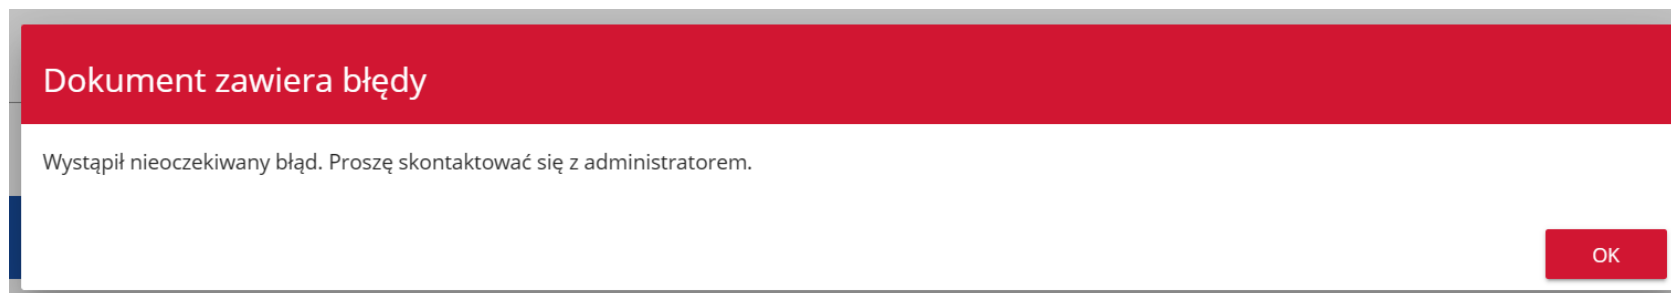 Dokument zawiera błędy
Wystąpił nieoczekiwany błąd. Proszę skontaktować się z administratorem.
OK